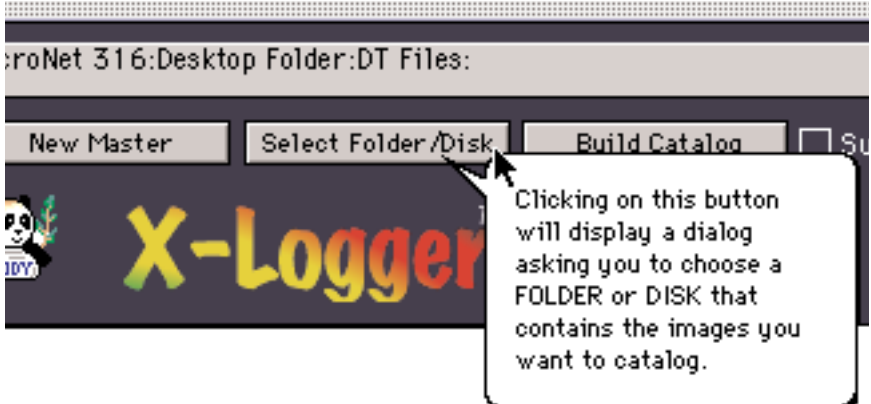 croNet 316:Desktop Folder:DT Files:
New Master
Select Folder/Disk
Build Catalog
Su
X-Logger
Clicking on this button
will display a dialog
asking you to choose a
FOLDER or DISK that
contains the images you
want to catalog.